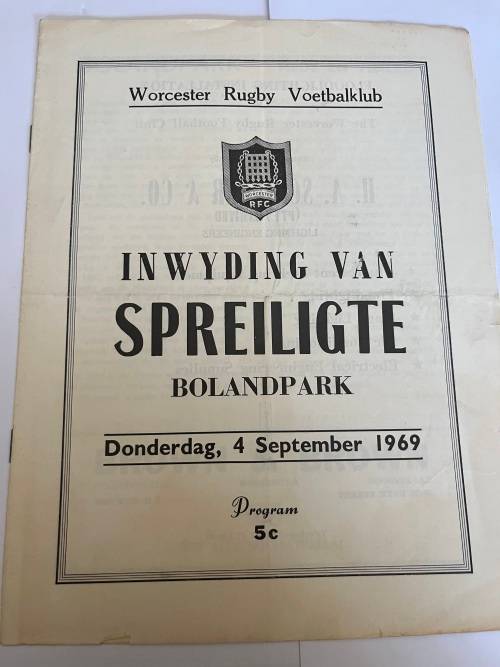 Worcester Rugby Voetbalklub
WORCESTER
RFC
INWYDING VAN
SPREILIGTE
BOLANDPARK
Donderdag, 4 September 1969
Program
5c